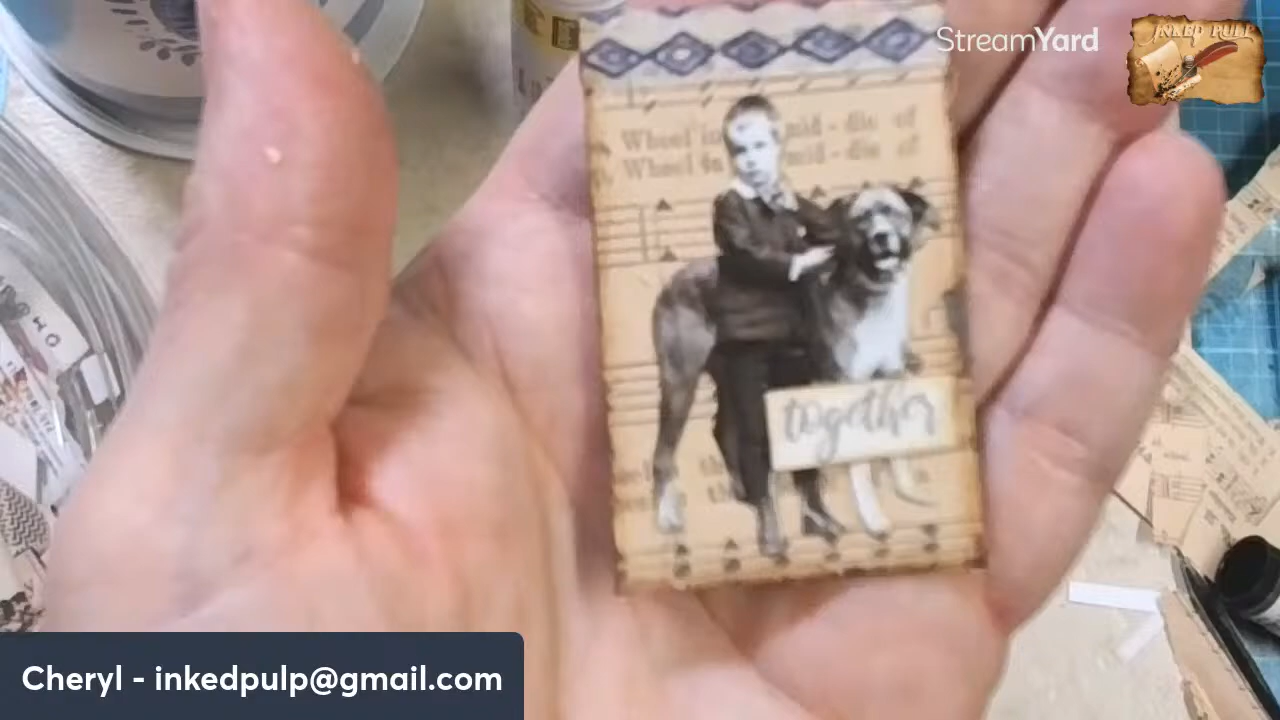 StreamYard
INKED PULP
Wheel in mid - dle of
Wheel in mid - dle of
together
Cheryl - inkedpulp@gmail.com